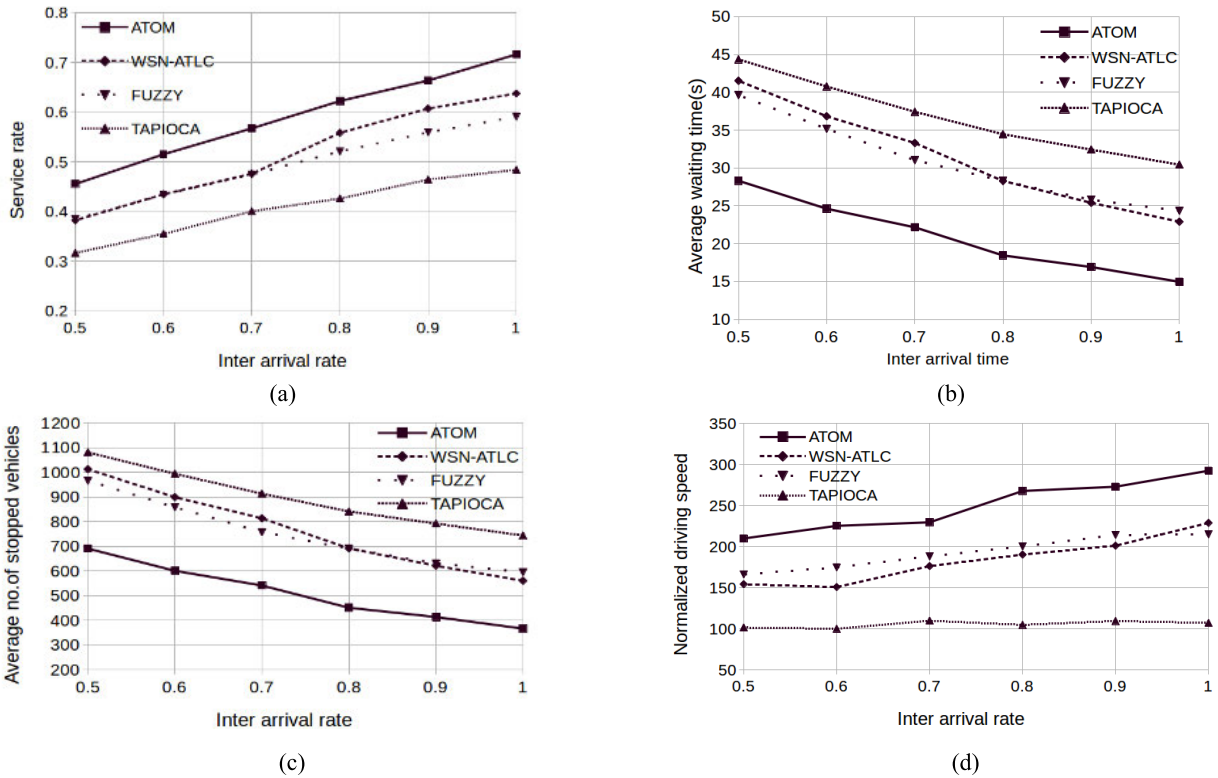 0.8
0.7
0.6
0.5
0.4
0.3
0.2
Service rate
ATOM
WSN-ATLC
FUZZY
TAPIOCA
0.5 0.6 0.7 0.8 0.9 1
Inter arrival rate
(a)
50
45
40
35
30
25
20
15
10
Average waiting time(s)
ATOM
WSN-ATLC
FUZZY
TAPIOCA
0.5 0.6 0.7 0.8 0.9 1
Inter arrival time
(b)
1200
1100
1000
900
800
700
600
500
400
300
200
Average no.of stopped vehicles
ATOM
WSN-ATLC
FUZZY
TAPIOCA
0.5 0.6 0.7 0.8 0.9 1
Inter arrival rate
(c)
350
300
250
200
150
100
50
Normalized driving speed
ATOM
WSN-ATLC
FUZZY
TAPIOCA
0.5 0.6 0.7 0.8 0.9 1
Inter arrival rate
(d)